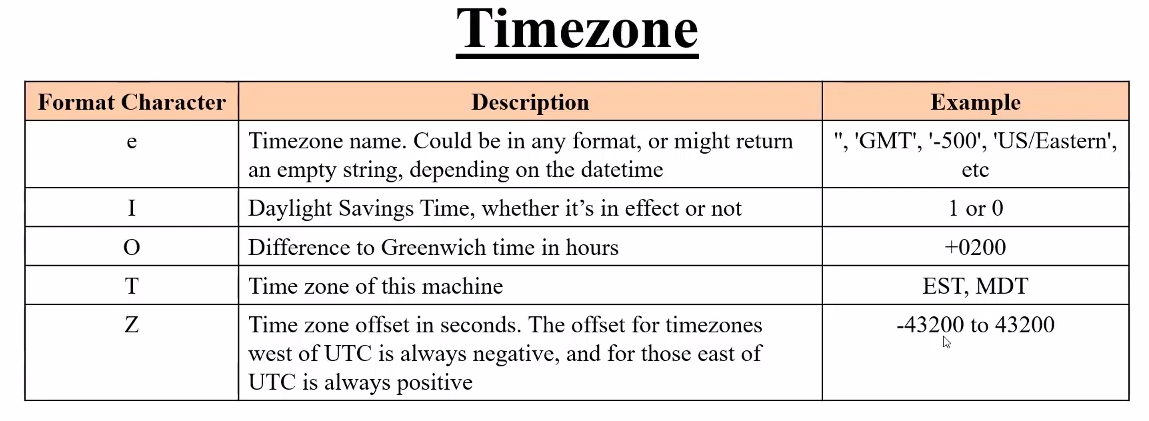 Timezone
Format Character Description Example
e Timezone name. Could be in any format, or might return '', 'GMT', '-500', 'US/Eastern',
an empty string, depending on the datetime etc
I Daylight Savings Time, whether it's in effect or not 1 or 0
O Difference to Greenwich time in hours +0200
T Time zone of this machine EST, MDT
Z Time zone offset in seconds. The offset for timezones -43200 to 43200
west of UTC is always negative, and for those east of
UTC is always positive